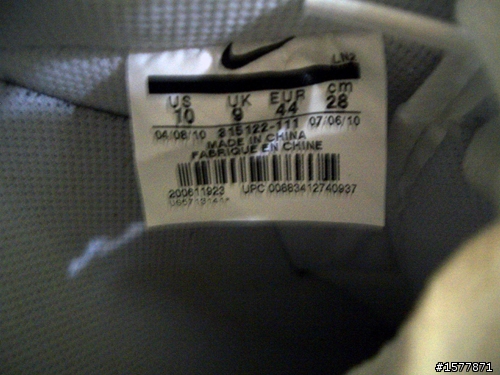 LN2
US UK EUR cm
10 9 44 28
04/08/10 315122-111 07/06/10
MADE IN CHINA
FABRIQUE EN CHINE
200611923 UPC 00883412740937
#1577871